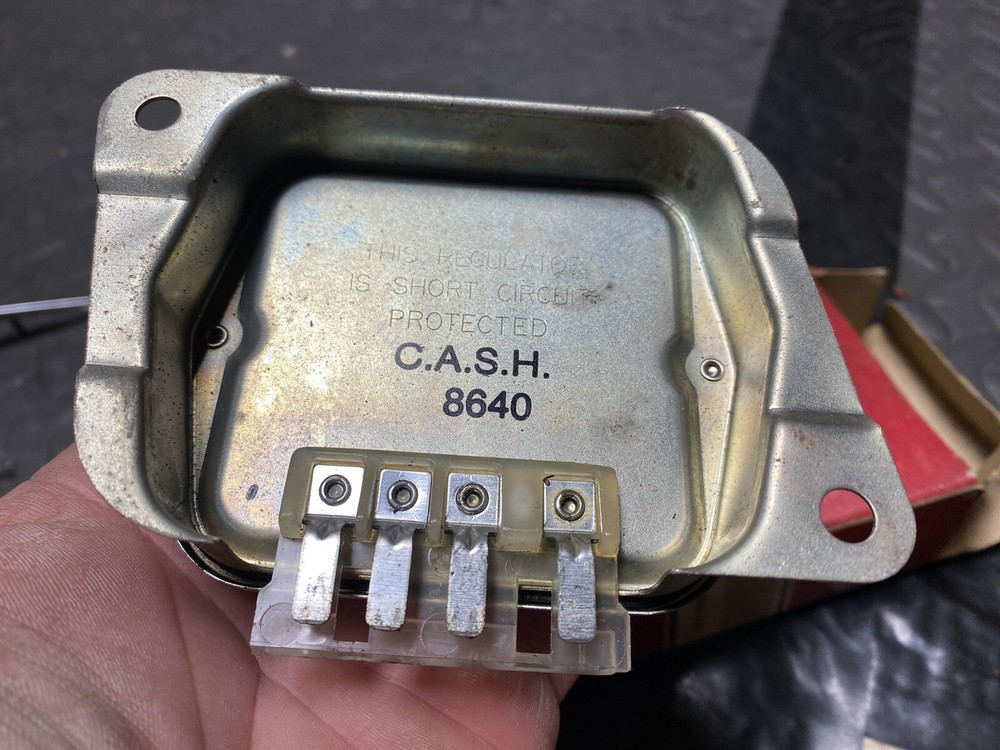 THIS REGULATOR
IS SHORT CIRCUIT
PROTECTED
C.A.S.H.
8640